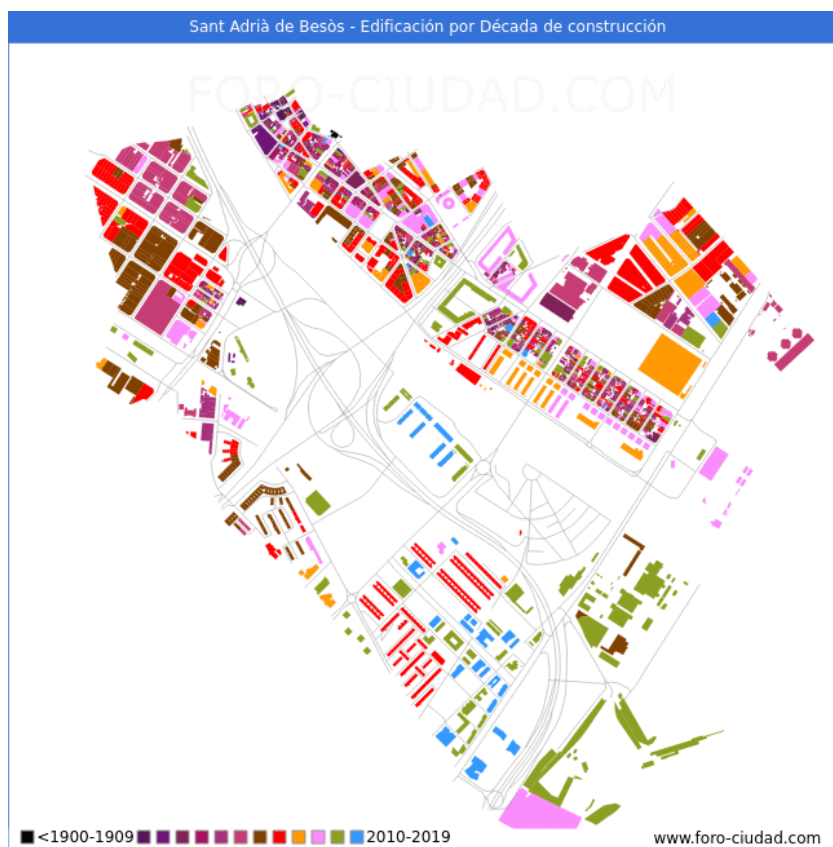 Sant Adrià de Besòs - Edificación por Década de construcción
FORO-CIUDAD.COM
<1900-1909 2010-2019 www.foro-ciudad.com